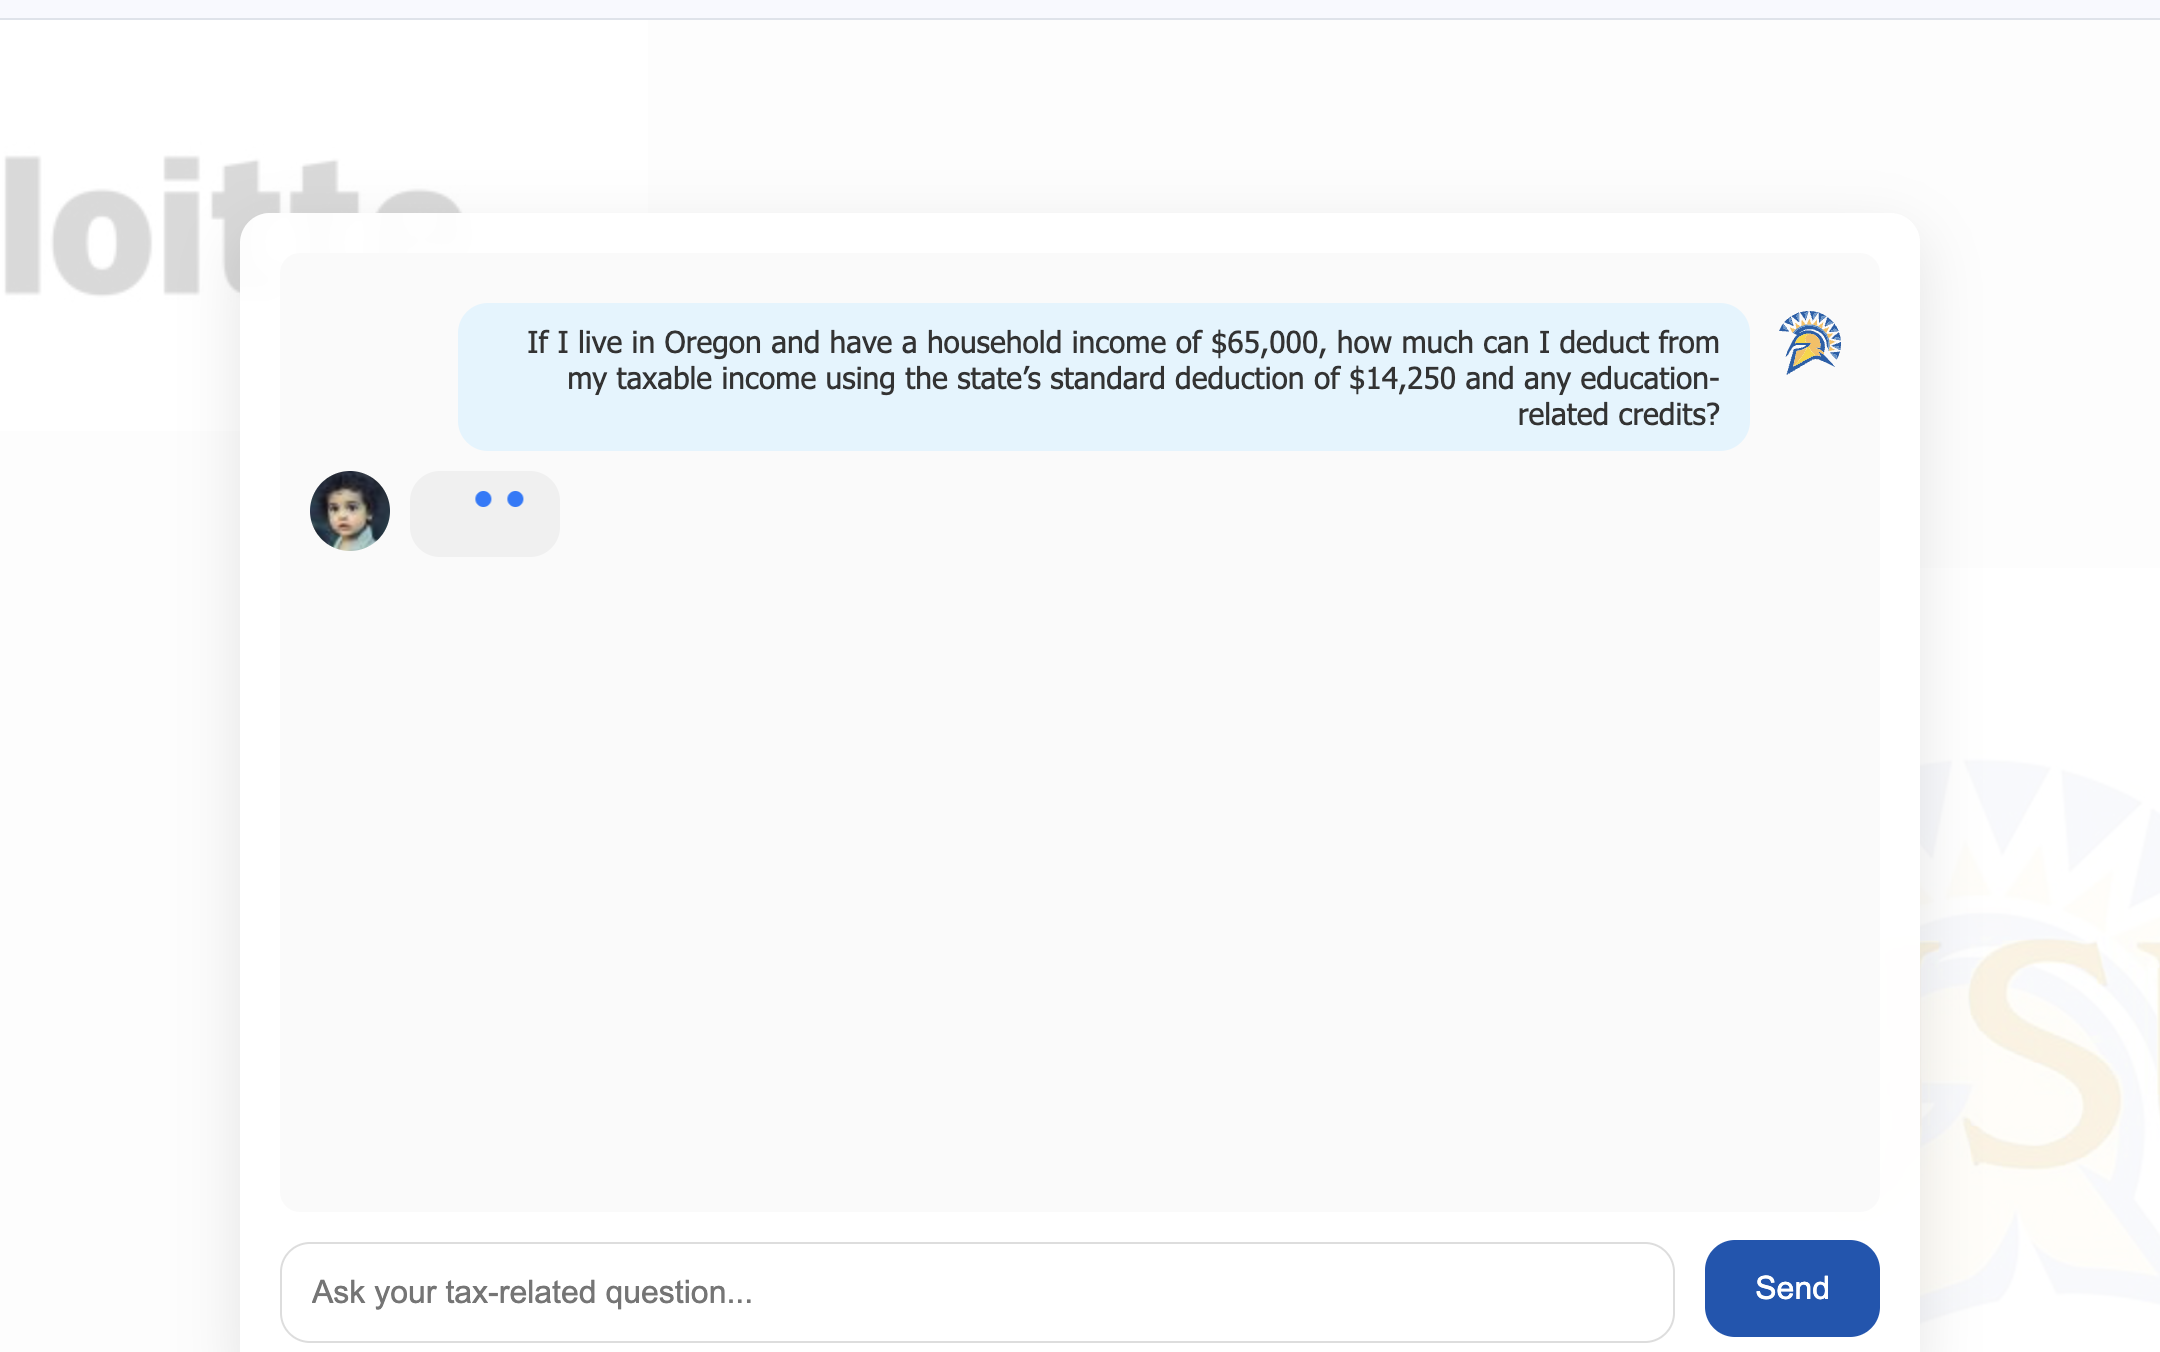 loitte
If I live in Oregon and have a household income of $65,000, how much can I deduct from
my taxable income using the state’s standard deduction of $14,250 and any education-
related credits?
S
Ask your tax-related question...
Send